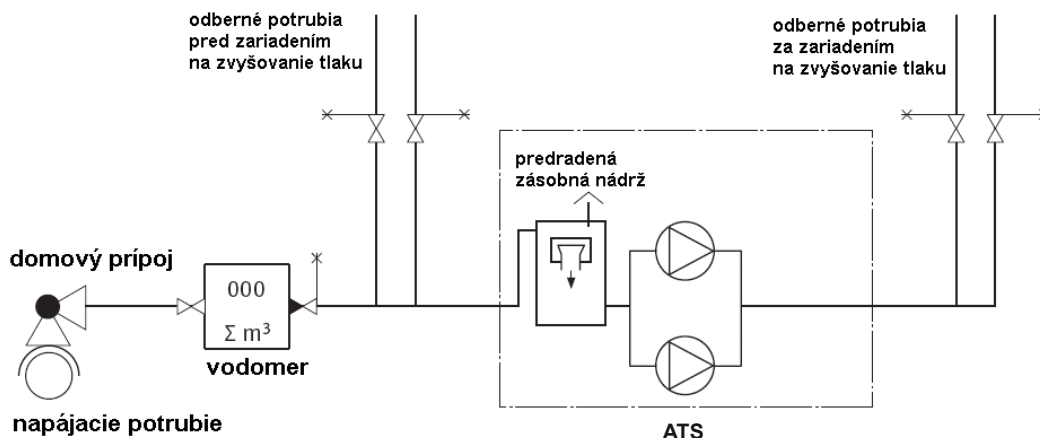 odberné potrubia
pred zariadením
na zvyšovanie tlaku
odberné potrubia
za zariadením
na zvyšovanie tlaku
predradená
zásobná nádrž
domový prípoj
000
Σ m³
vodomer
napájacie potrubie
ATS